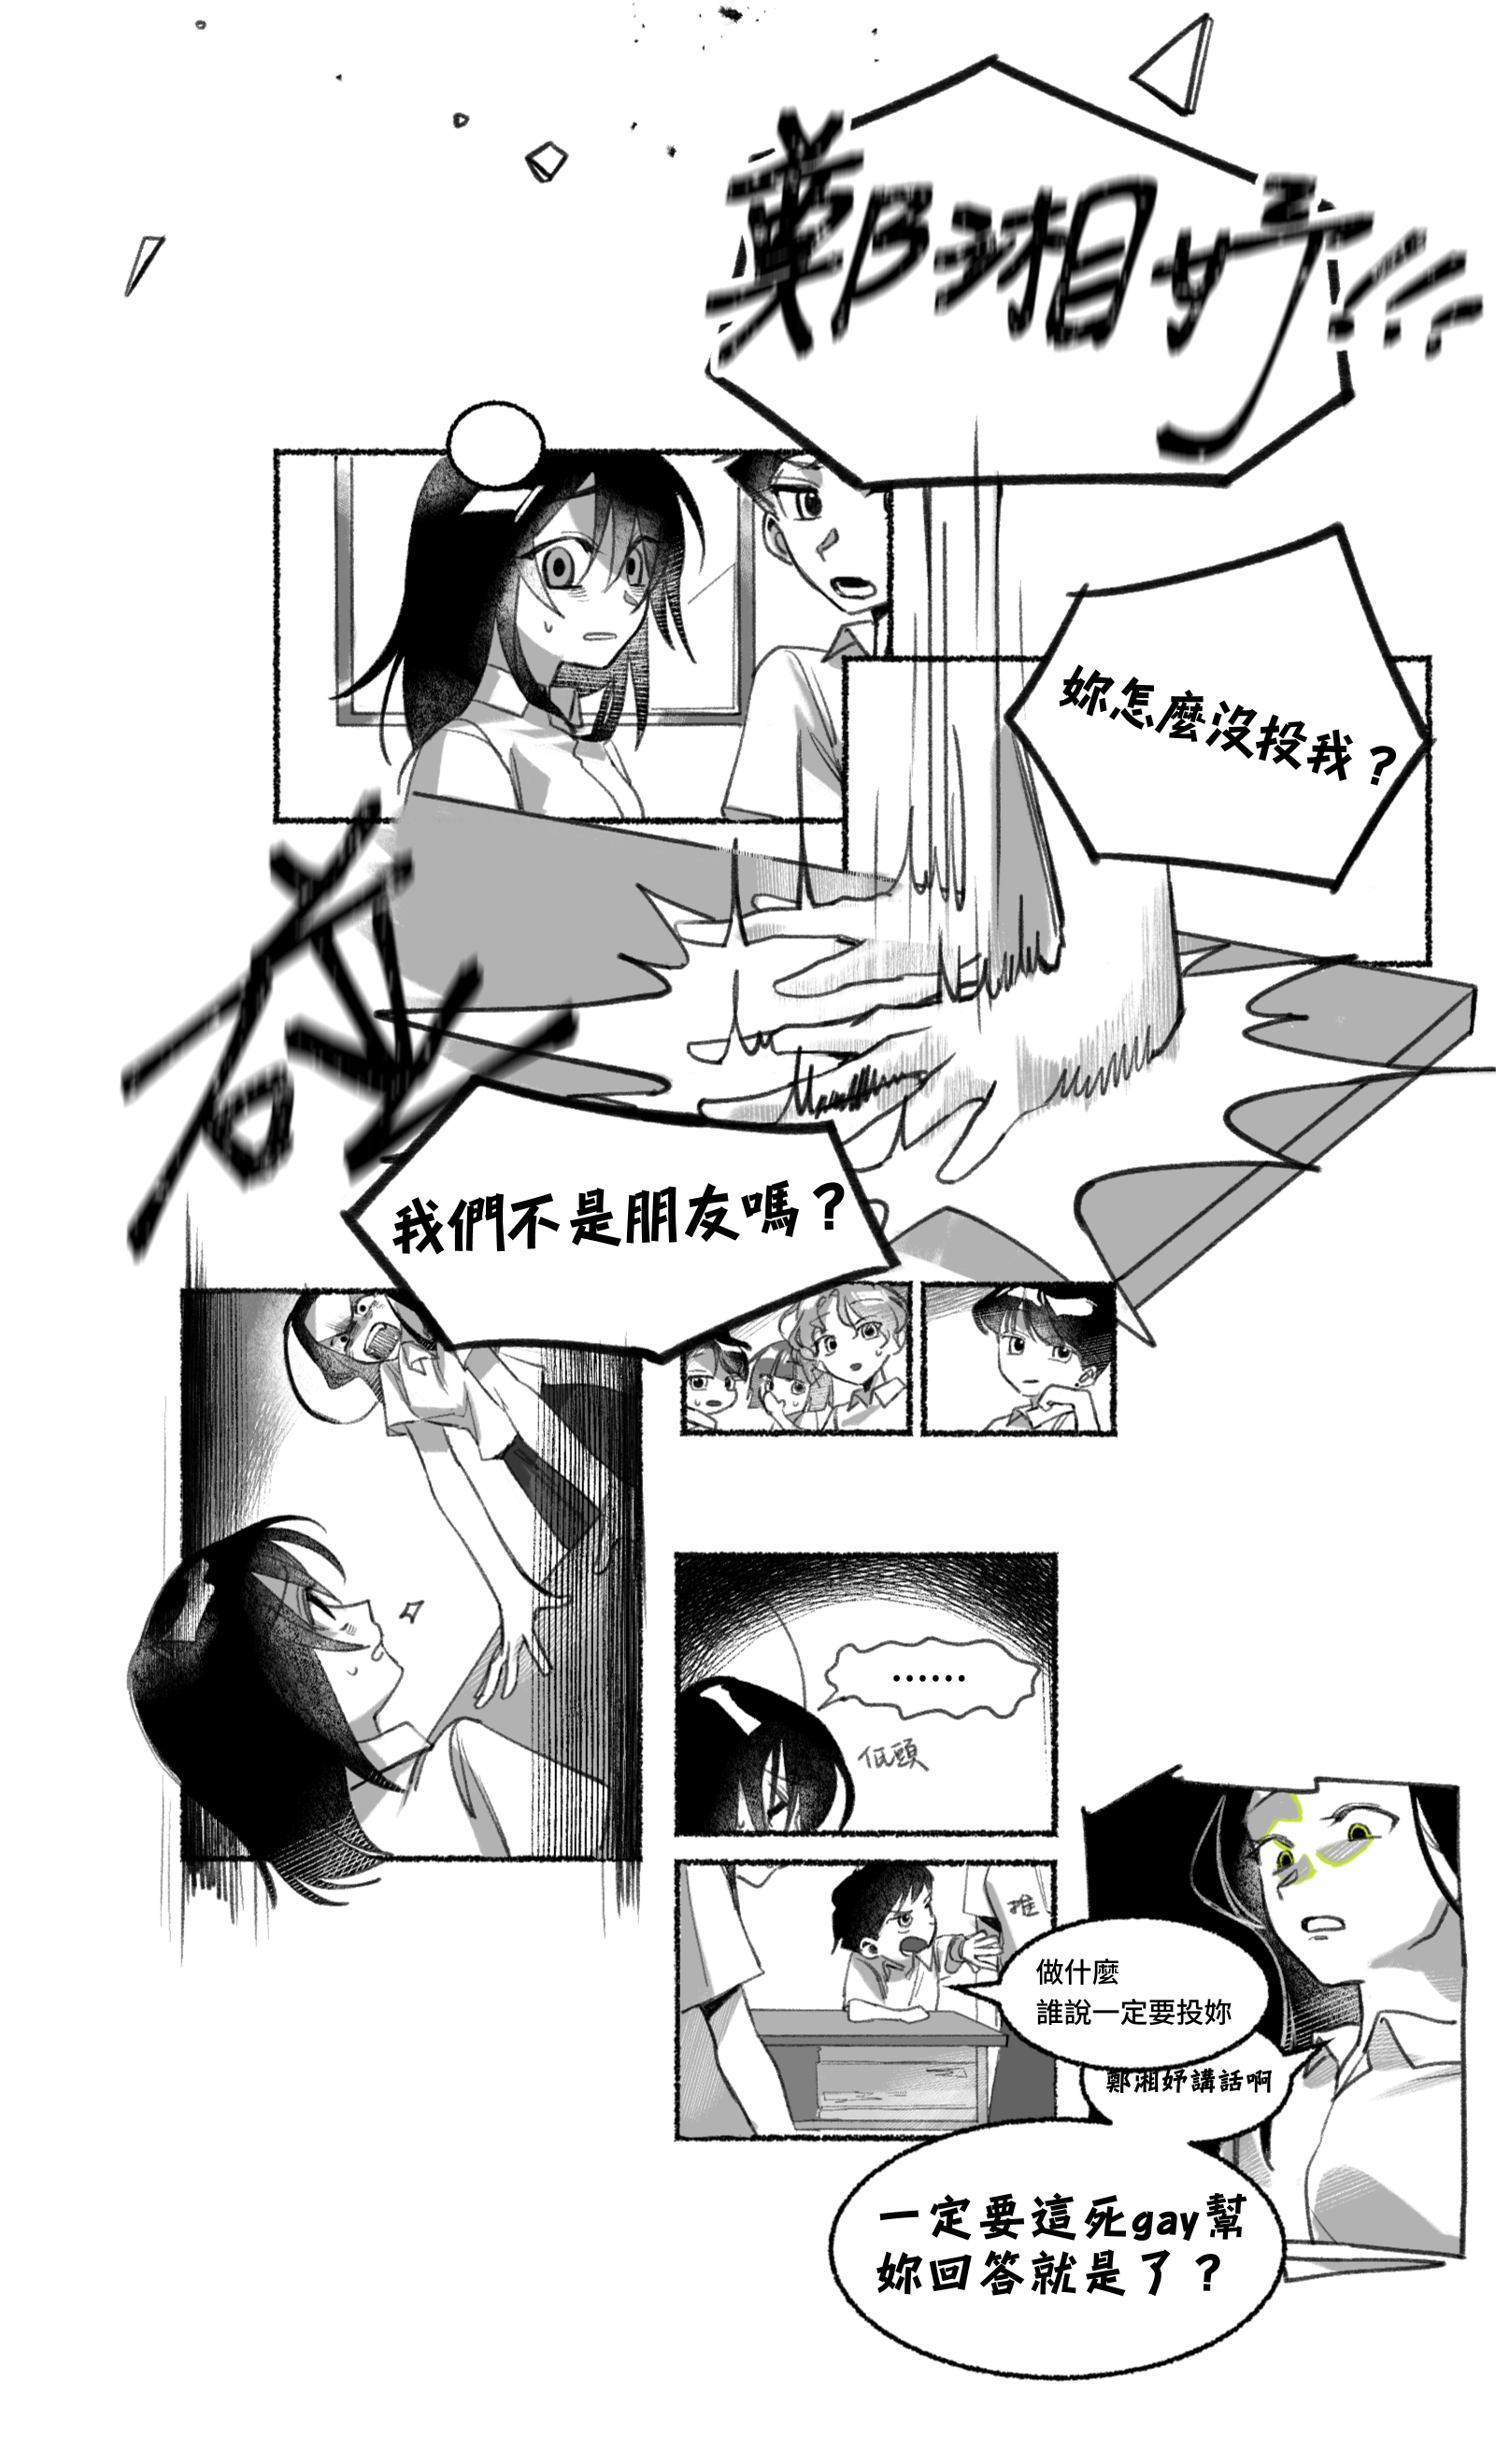 鄭湘妤!!!
妳怎麼沒投我？
碰
我們不是朋友嗎？
……
低頭
推
做什麼
誰說一定要投妳
鄭湘妤講話啊
一定要這死gay幫
妳回答就是了？